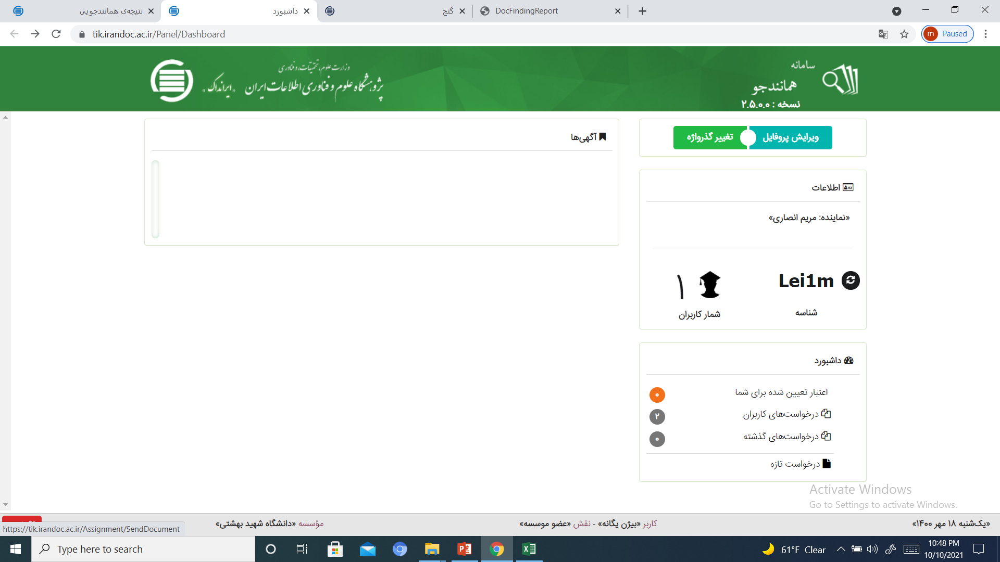 نتیجه‌ی همانندجویی
داشبورد
گنج
DocFindingReport
tik.irandoc.ac.ir/Panel/Dashboard
m
Paused
وزارت علوم، تحقیقات، و فناوری
پژوهشگاه علوم و فناوری اطلاعات ایران «ایرانداک»
سامانه
همانندجو
نسخه : ۲.۵.۰.۰
ویرایش پروفایل
تغییر گذرواژه
آگهی‌ها
اطلاعات
«نماینده: مریم انصاری»
Lei1m
شناسه
۱
شمار کاربران
داشبورد
اعتبار تعیین شده برای شما
۰
درخواست‌های کاربران
۲
درخواست‌های گذشته
۰
درخواست تازه
Activate Windows
Go to Settings to activate Windows.
«یک‌شنبه ۱۸ مهر ۱۴۰۰»
کاربر «بیژن یگانه» - نقش «عضو موسسه»
مؤسسه «دانشگاه شهید بهشتی»
https://tik.irandoc.ac.ir/Assignment/SendDocument
Type here to search
61°F Clear
10:48 PM
10/10/2021